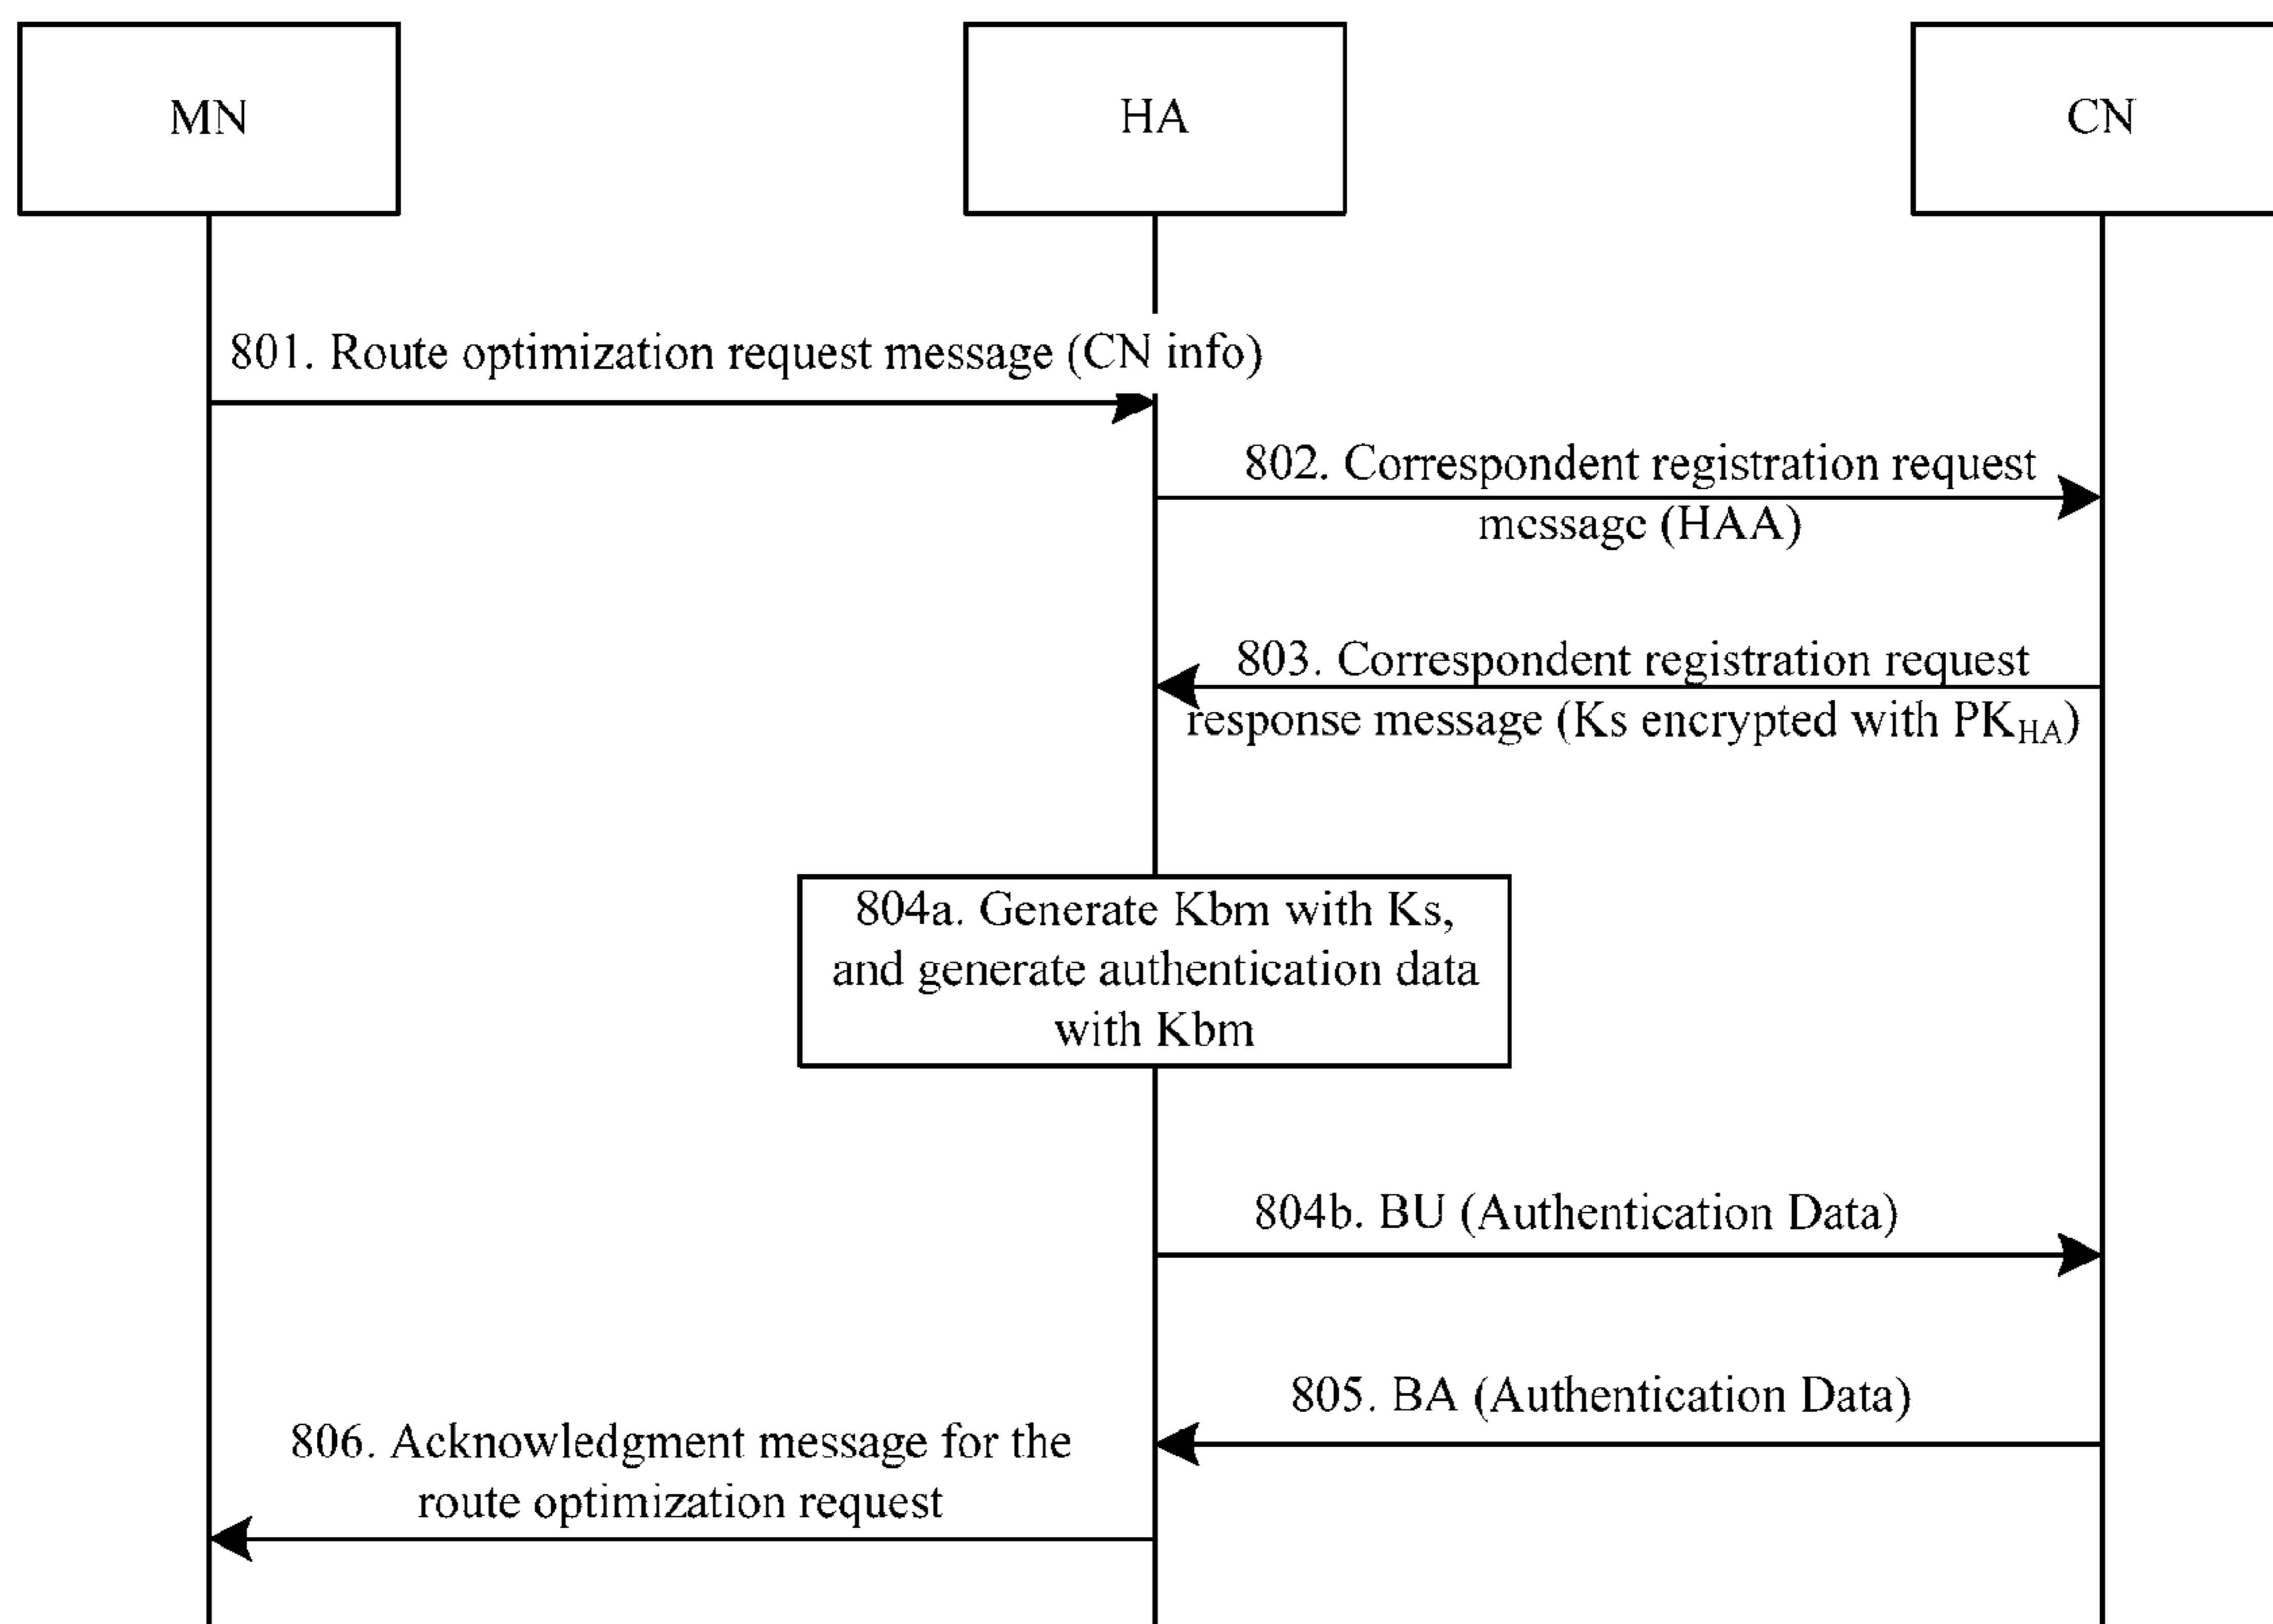 MN
HA
CN
801. Route optimization request message (CN info)
802. Correspondent registration request
message (HAA)
803. Correspondent registration request
response message (Ks encrypted with PKHA)
804a. Generate Kbm with Ks,
and generate authentication data
with Kbm
804b. BU (Authentication Data)
805. BA (Authentication Data)
806. Acknowledgment message for the
route optimization request